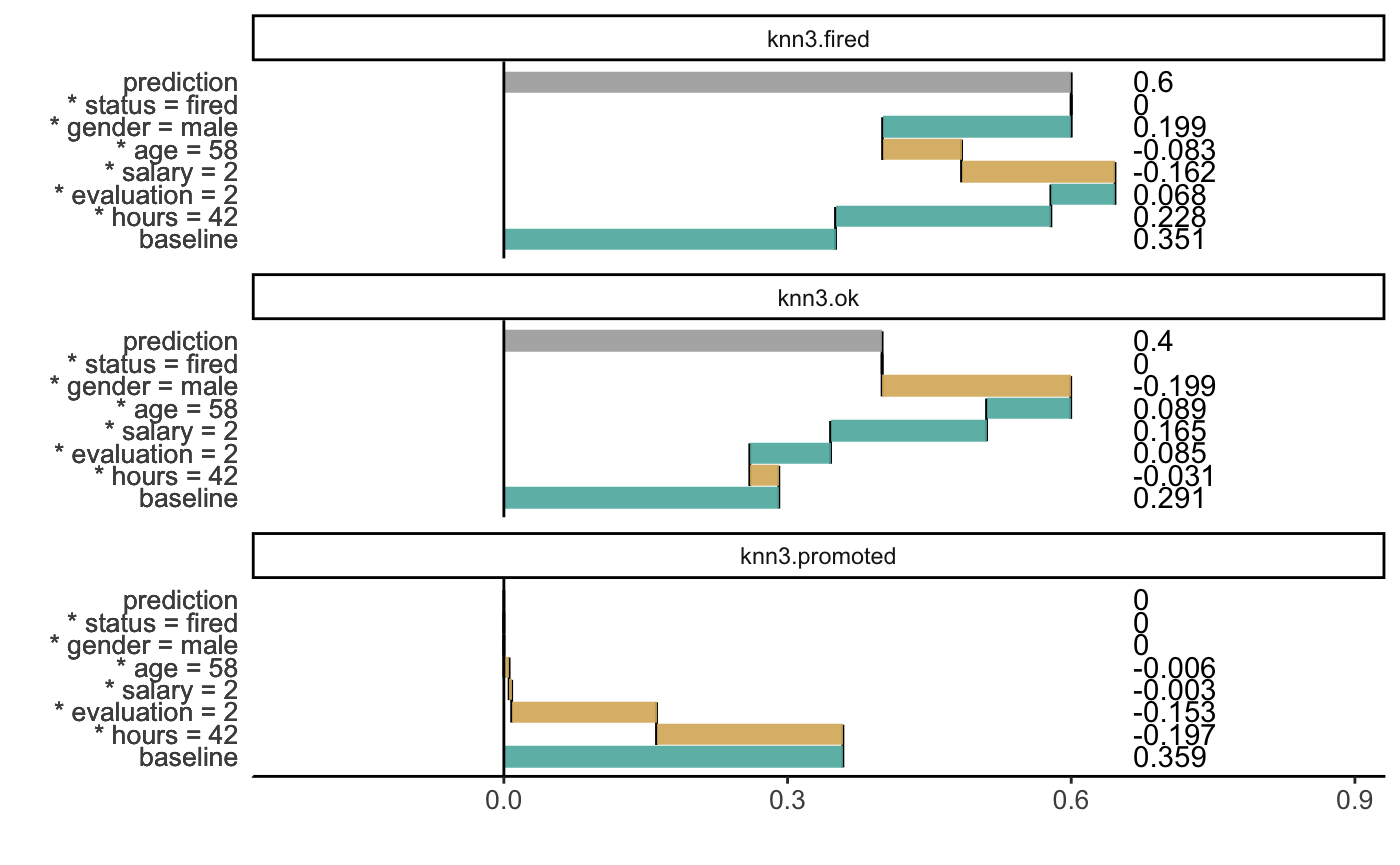 knn3.fired
prediction 0.6
* status = fired 0
* gender = male 0.199
* age = 58 -0.083
* salary = 2 -0.162
* evaluation = 2 0.068
* hours = 42 0.228
baseline 0.351
knn3.ok
prediction 0.4
* status = fired 0
* gender = male -0.199
* age = 58 0.089
* salary = 2 0.165
* evaluation = 2 0.085
* hours = 42 -0.031
baseline 0.291
knn3.promoted
prediction 0
* status = fired 0
* gender = male 0
* age = 58 -0.006
* salary = 2 -0.003
* evaluation = 2 -0.153
* hours = 42 -0.197
baseline 0.359
0.0 0.3 0.6 0.9